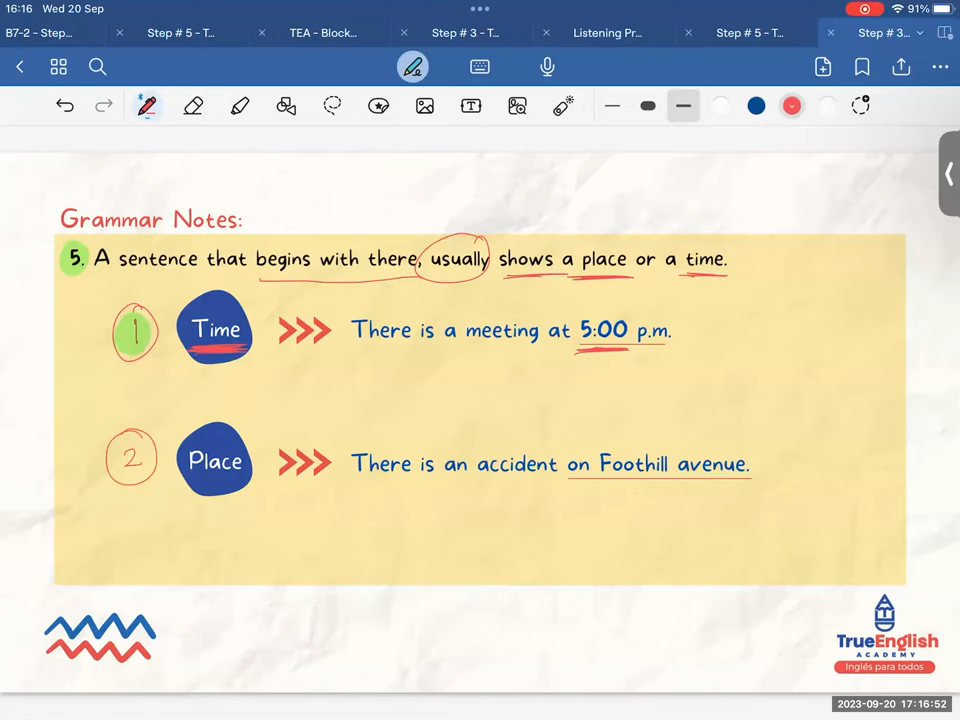 16:16 Wed 20 Sep
91%
B7-2 - Step...
Step # 5 - T...
TEA - Block...
Step # 3 - T...
Listening Pr...
Step # 5 - T...
Step # 3...
Grammar Notes:
5. A sentence that begins with there, usually shows a place or a time.
1 Time There is a meeting at 5:00 p.m.
2 Place There is an accident on Foothill avenue.
TrueEnglish
ACADEMY
Inglés para todos
2023-09-20 17:16:52